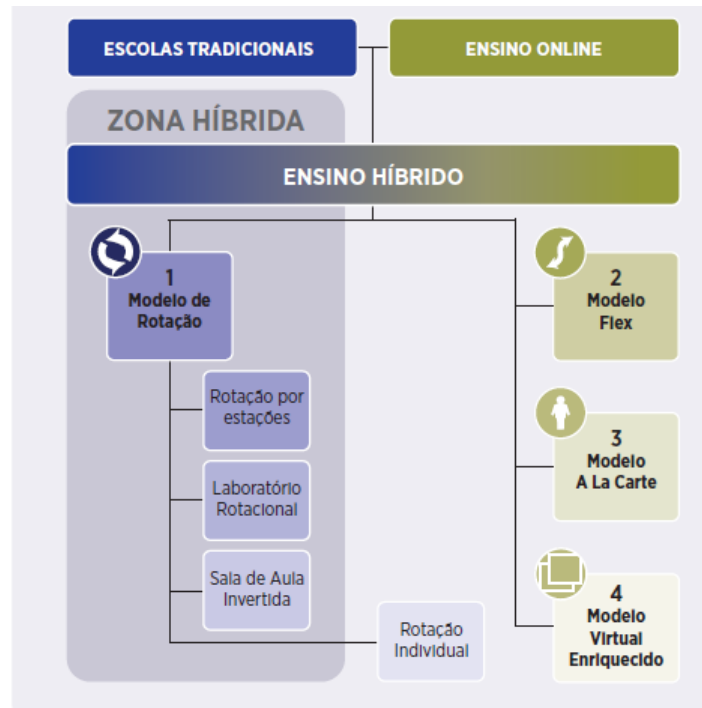 ESCOLAS TRADICIONAIS
ENSINO ONLINE
ZONA HÍBRIDA
ENSINO HÍBRIDO
1
Modelo de
Rotação
Rotação por
estações
Laboratório
Rotacional
Sala de Aula
Invertida
Rotação
Individual
2
Modelo
Flex
3
Modelo
A La Carte
4
Modelo
Virtual
Enriquecido